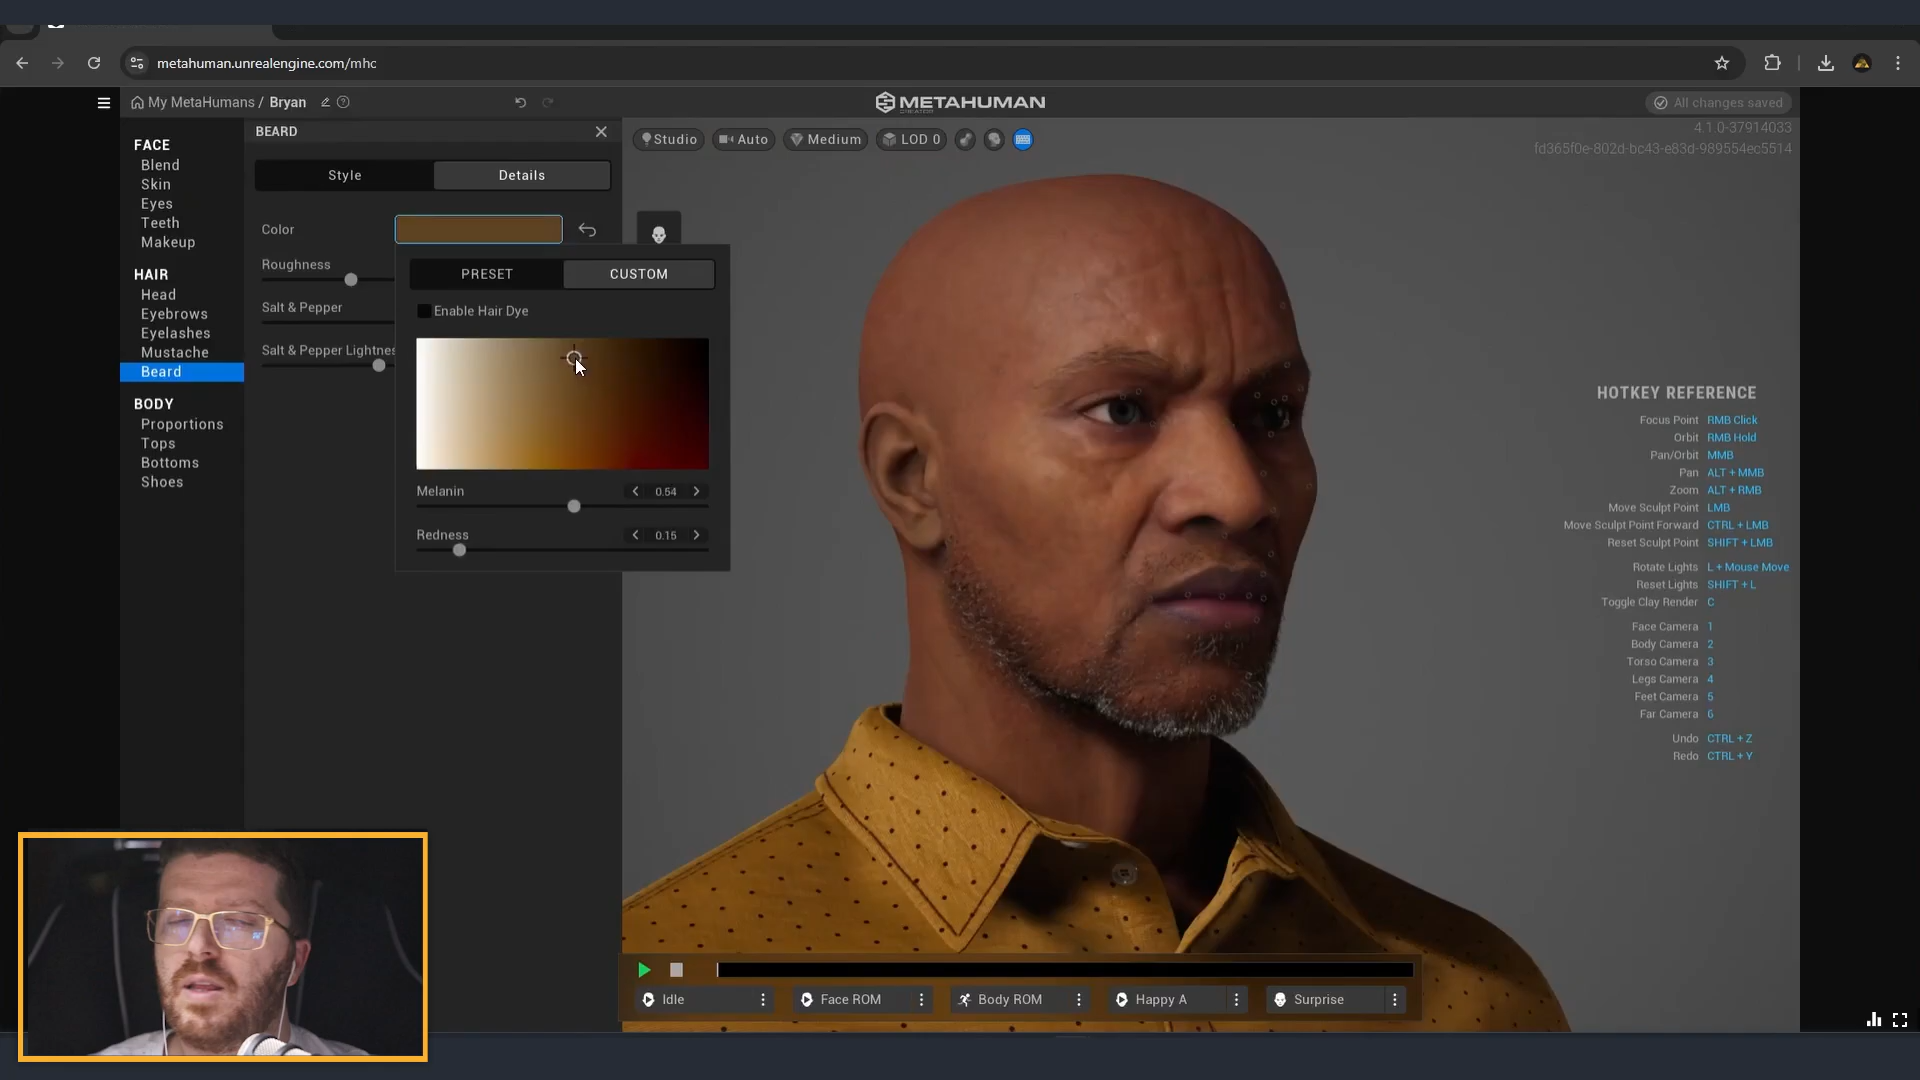 metahuman.unrealengine.com/mhc
My MetaHumans / Bryan
METAHUMAN
CREATOR
All changes saved
4.1.0-37914033
fd365f0e-802d-bc43-e83d-989554ec5514
FACE
Blend
Skin
Eyes
Teeth
Makeup
HAIR
Head
Eyebrows
Eyelashes
Mustache
Beard
BODY
Proportions
Tops
Bottoms
Shoes
BEARD
Style
Details
Color
Roughness
Salt & Pepper
Salt & Pepper Lightnes
PRESET
CUSTOM
Enable Hair Dye
Melanin
0.54
Redness
0.15
Studio
Auto
Medium
LOD 0
HOTKEY REFERENCE
Focus Point RMB Click
Orbit RMB Hold
Pan/Orbit MMB
Pan ALT + MMB
Zoom ALT + RMB
Move Sculpt Point LMB
Move Sculpt Point Forward CTRL + LMB
Reset Sculpt Point SHIFT + LMB
Rotate Lights L + Mouse Move
Reset Lights SHIFT + L
Toggle Clay Render C
Face Camera 1
Body Camera 2
Torso Camera 3
Legs Camera 4
Feet Camera 5
Far Camera 6
Undo CTRL + Z
Redo CTRL + Y
Idle
Face ROM
Body ROM
Happy A
Surprise